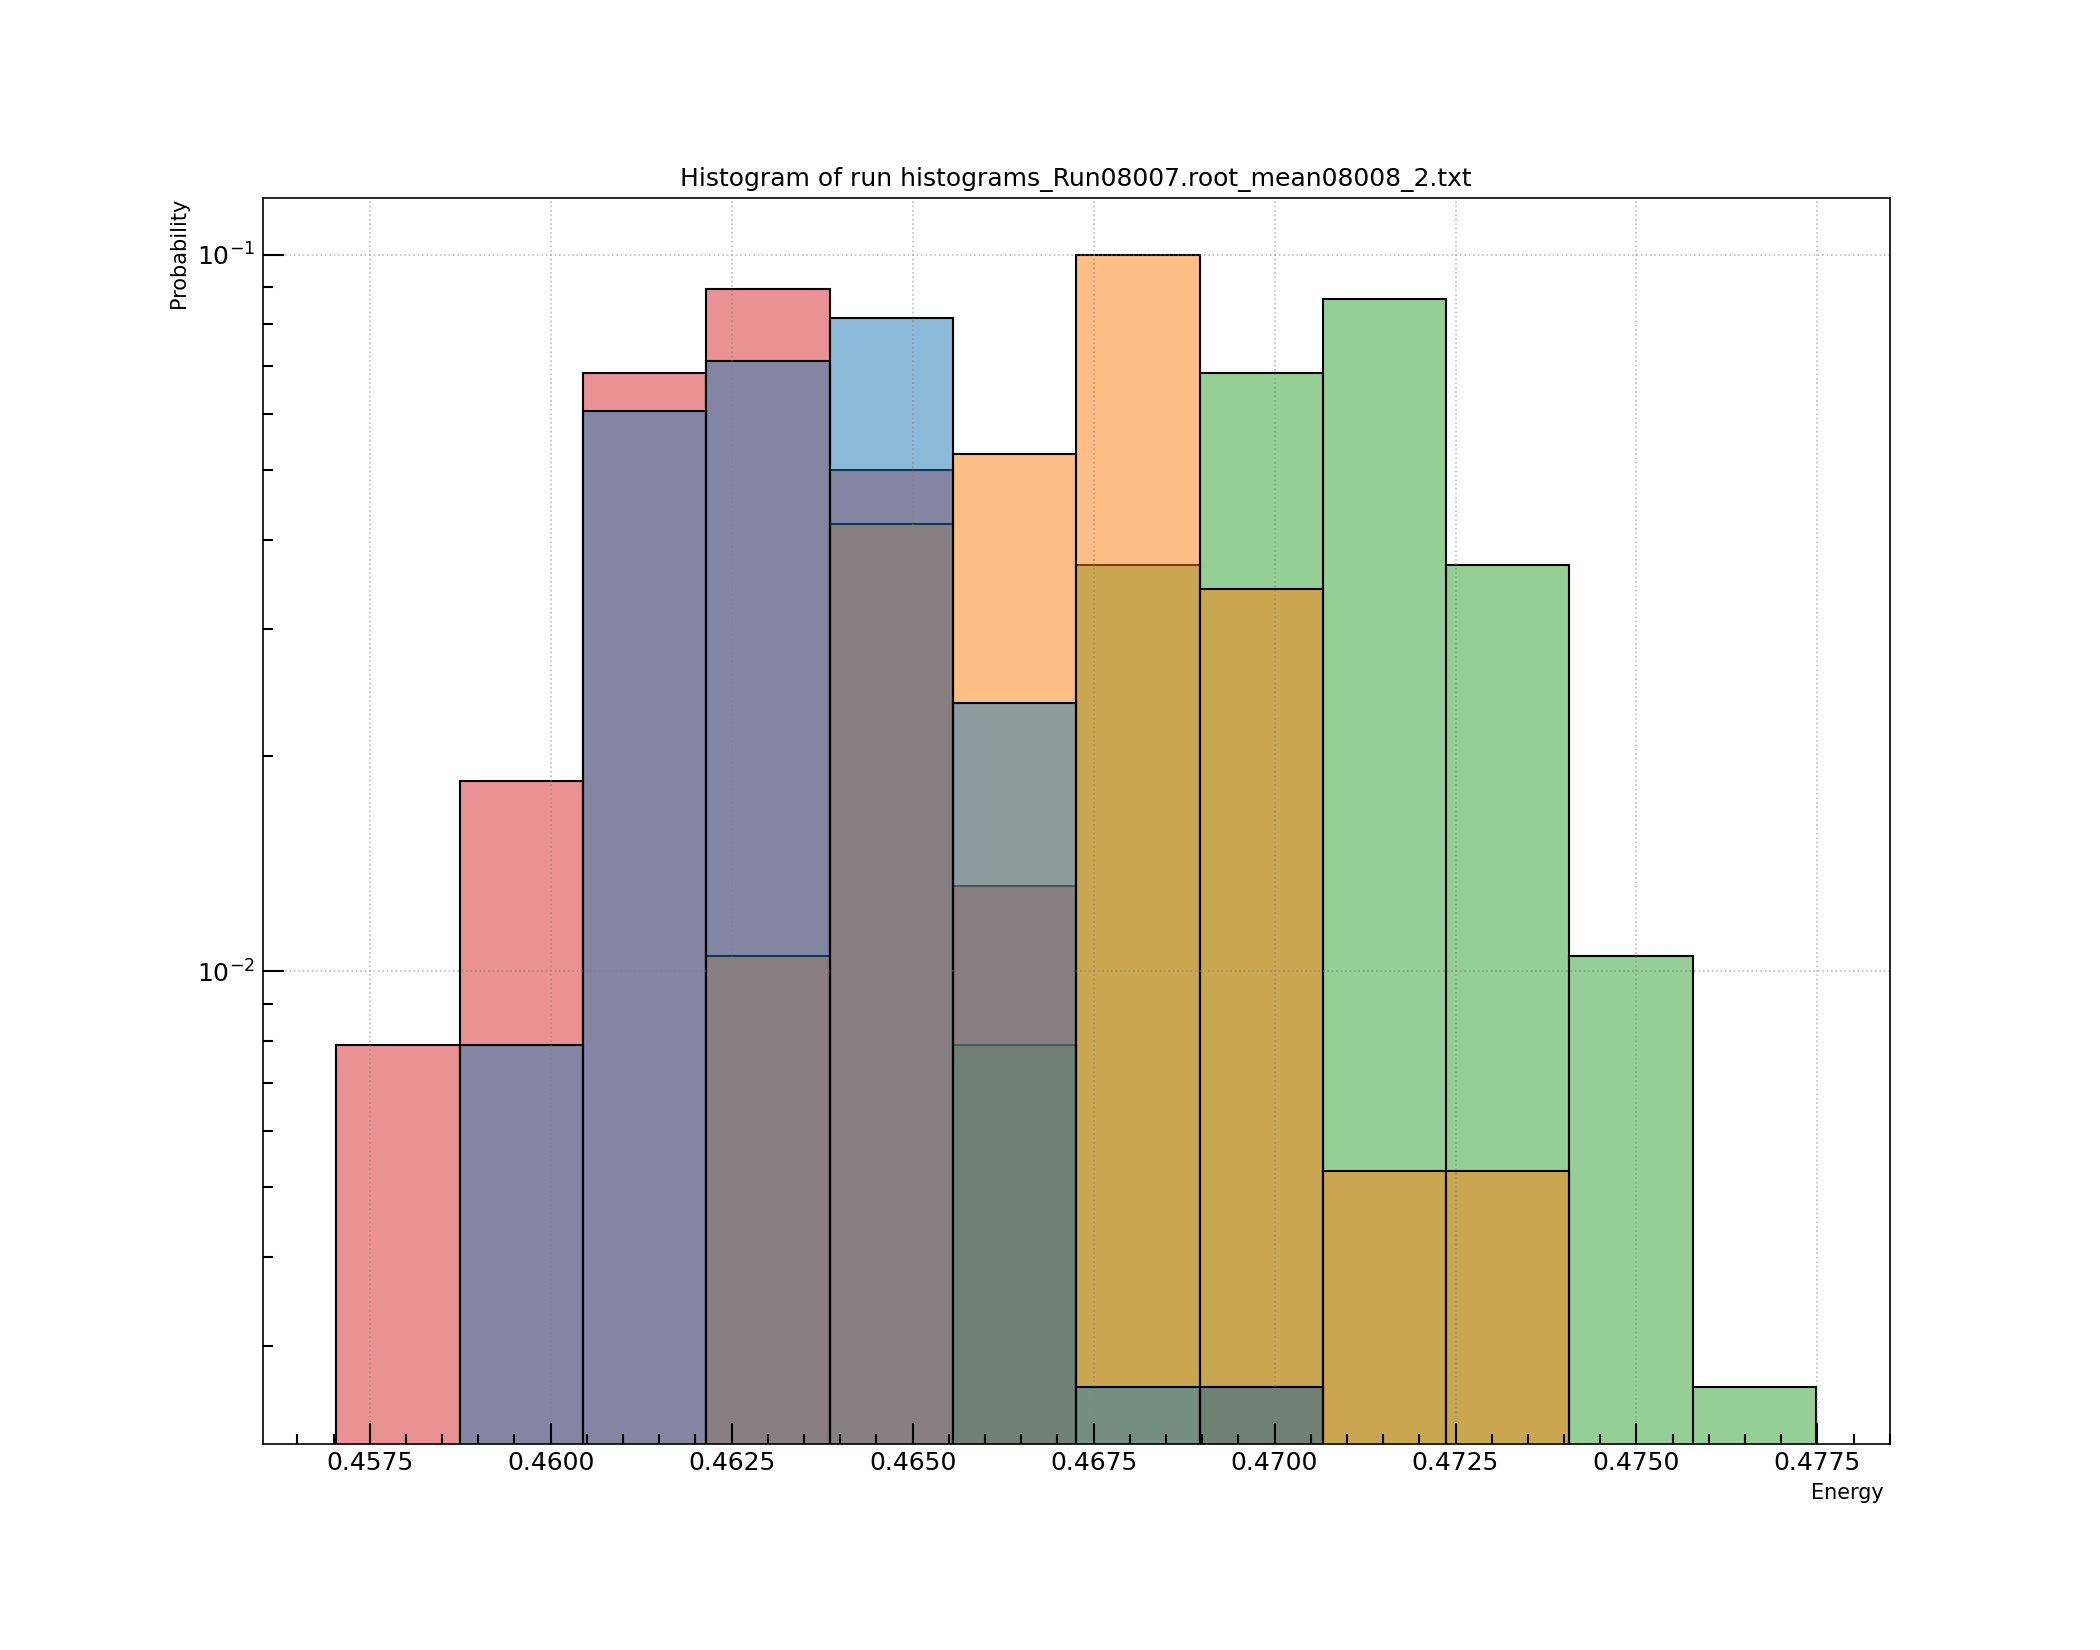 Histogram of run histograms_Run08007.root_mean08008_2.txt
Probability
10⁻¹
10⁻²
0.4575 0.4600 0.4625 0.4650 0.4675 0.4700 0.4725 0.4750 0.4775
Energy